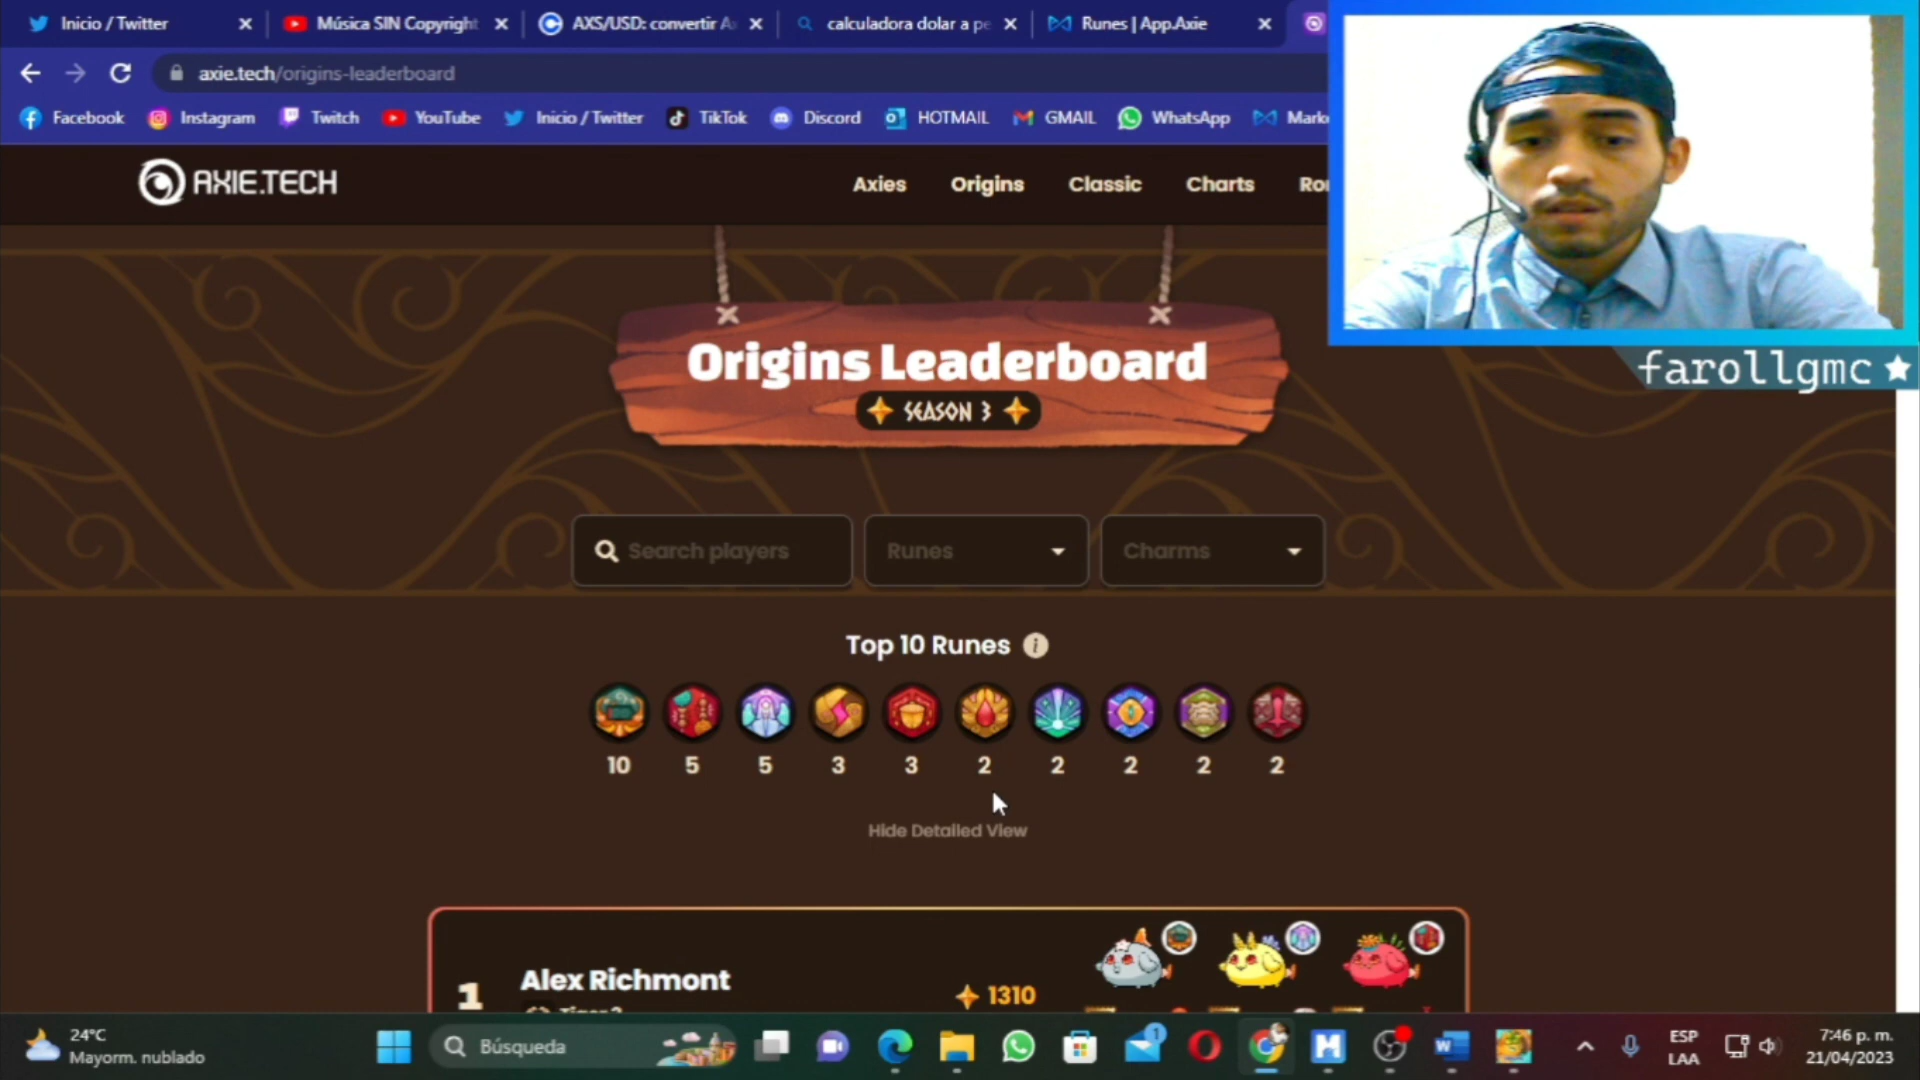 Inicio / Twitter
Música SIN Copyright
AXS/USD: convertir A
calculadora dolar a pe
Runes | App.Axie
axie.tech/origins-leaderboard
Facebook
Instagram
Twitch
YouTube
Inicio / Twitter
TikTok
Discord
HOTMAIL
GMAIL
WhatsApp
Mark
AXIE.TECH
Axies
Origins
Classic
Charts
Ro
farollgmc
Origins Leaderboard
SEASON 3
Search players
Runes
Charms
Top 10 Runes
10 5 5 3 3 2 2 2 2 2
Hide Detailed View
1
Alex Richmont
1310
24°C
Mayorm. nublado
Búsqueda
1
ESP
LAA
7:46 p. m.
21/04/2023